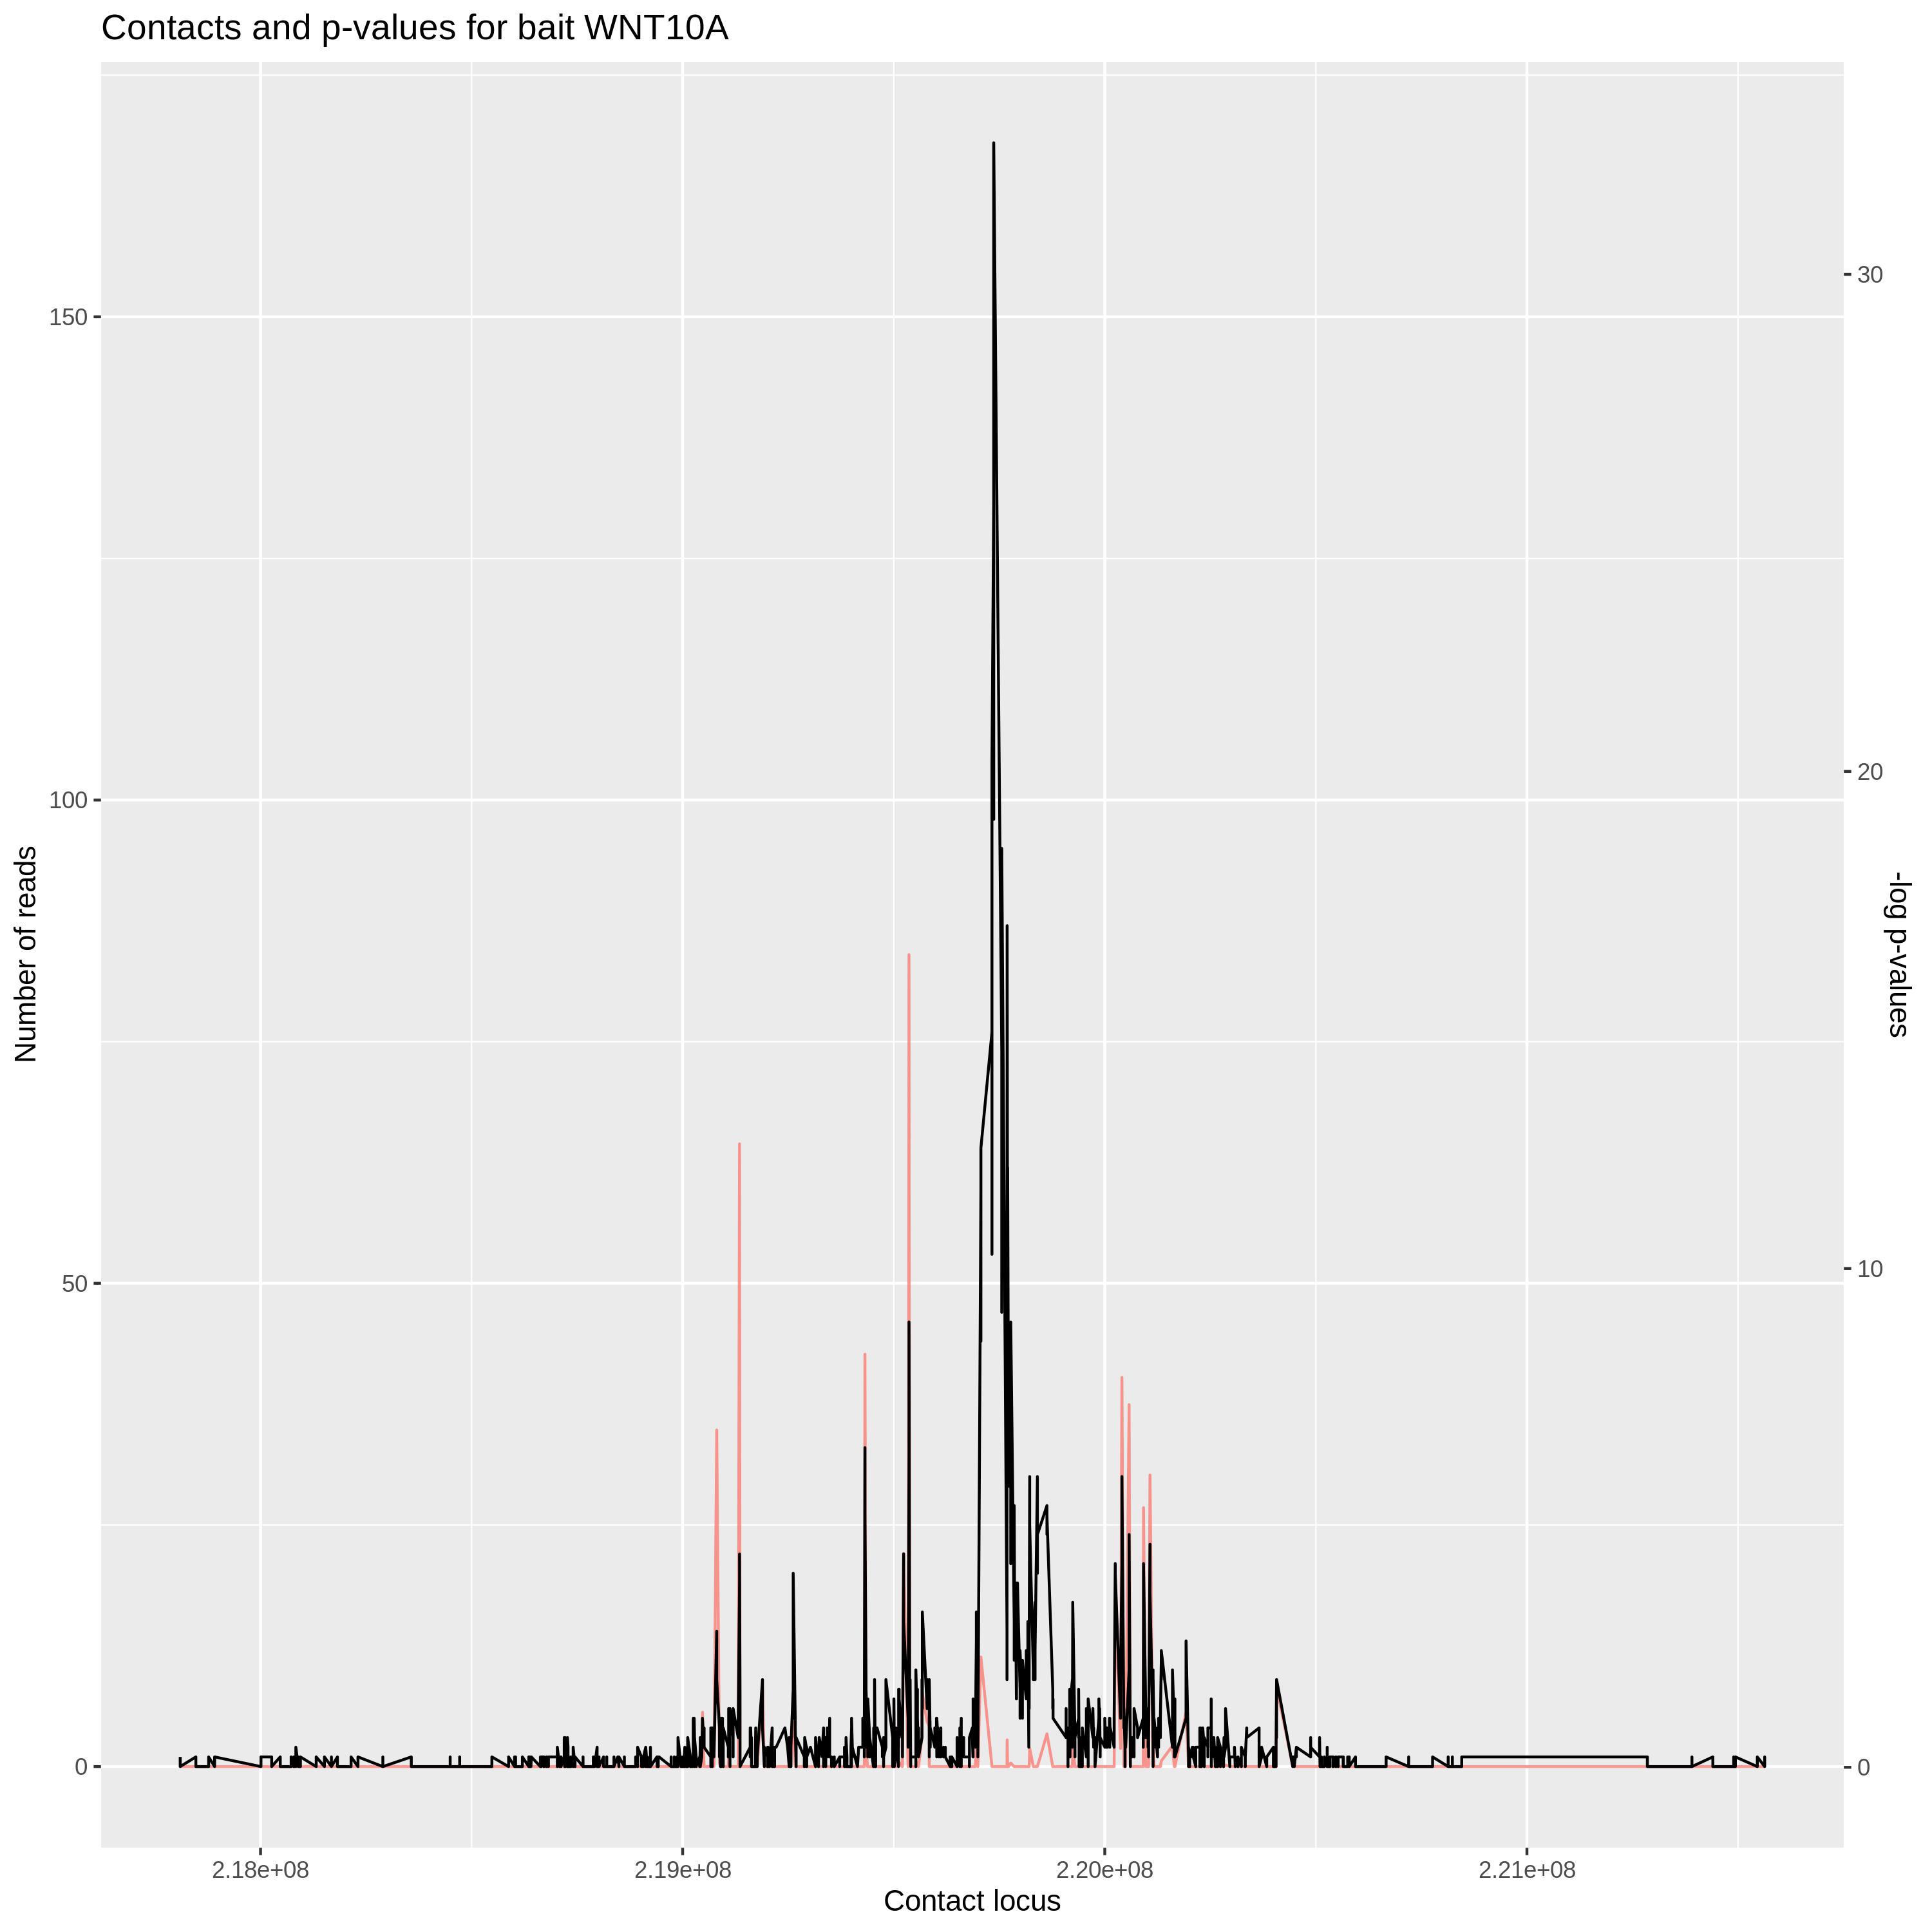 Contacts and p-values for bait WNT10A
150
100
50
0
Number of reads
30
20
10
0
-log p-values
2.18e+08 2.19e+08 2.20e+08 2.21e+08
Contact locus